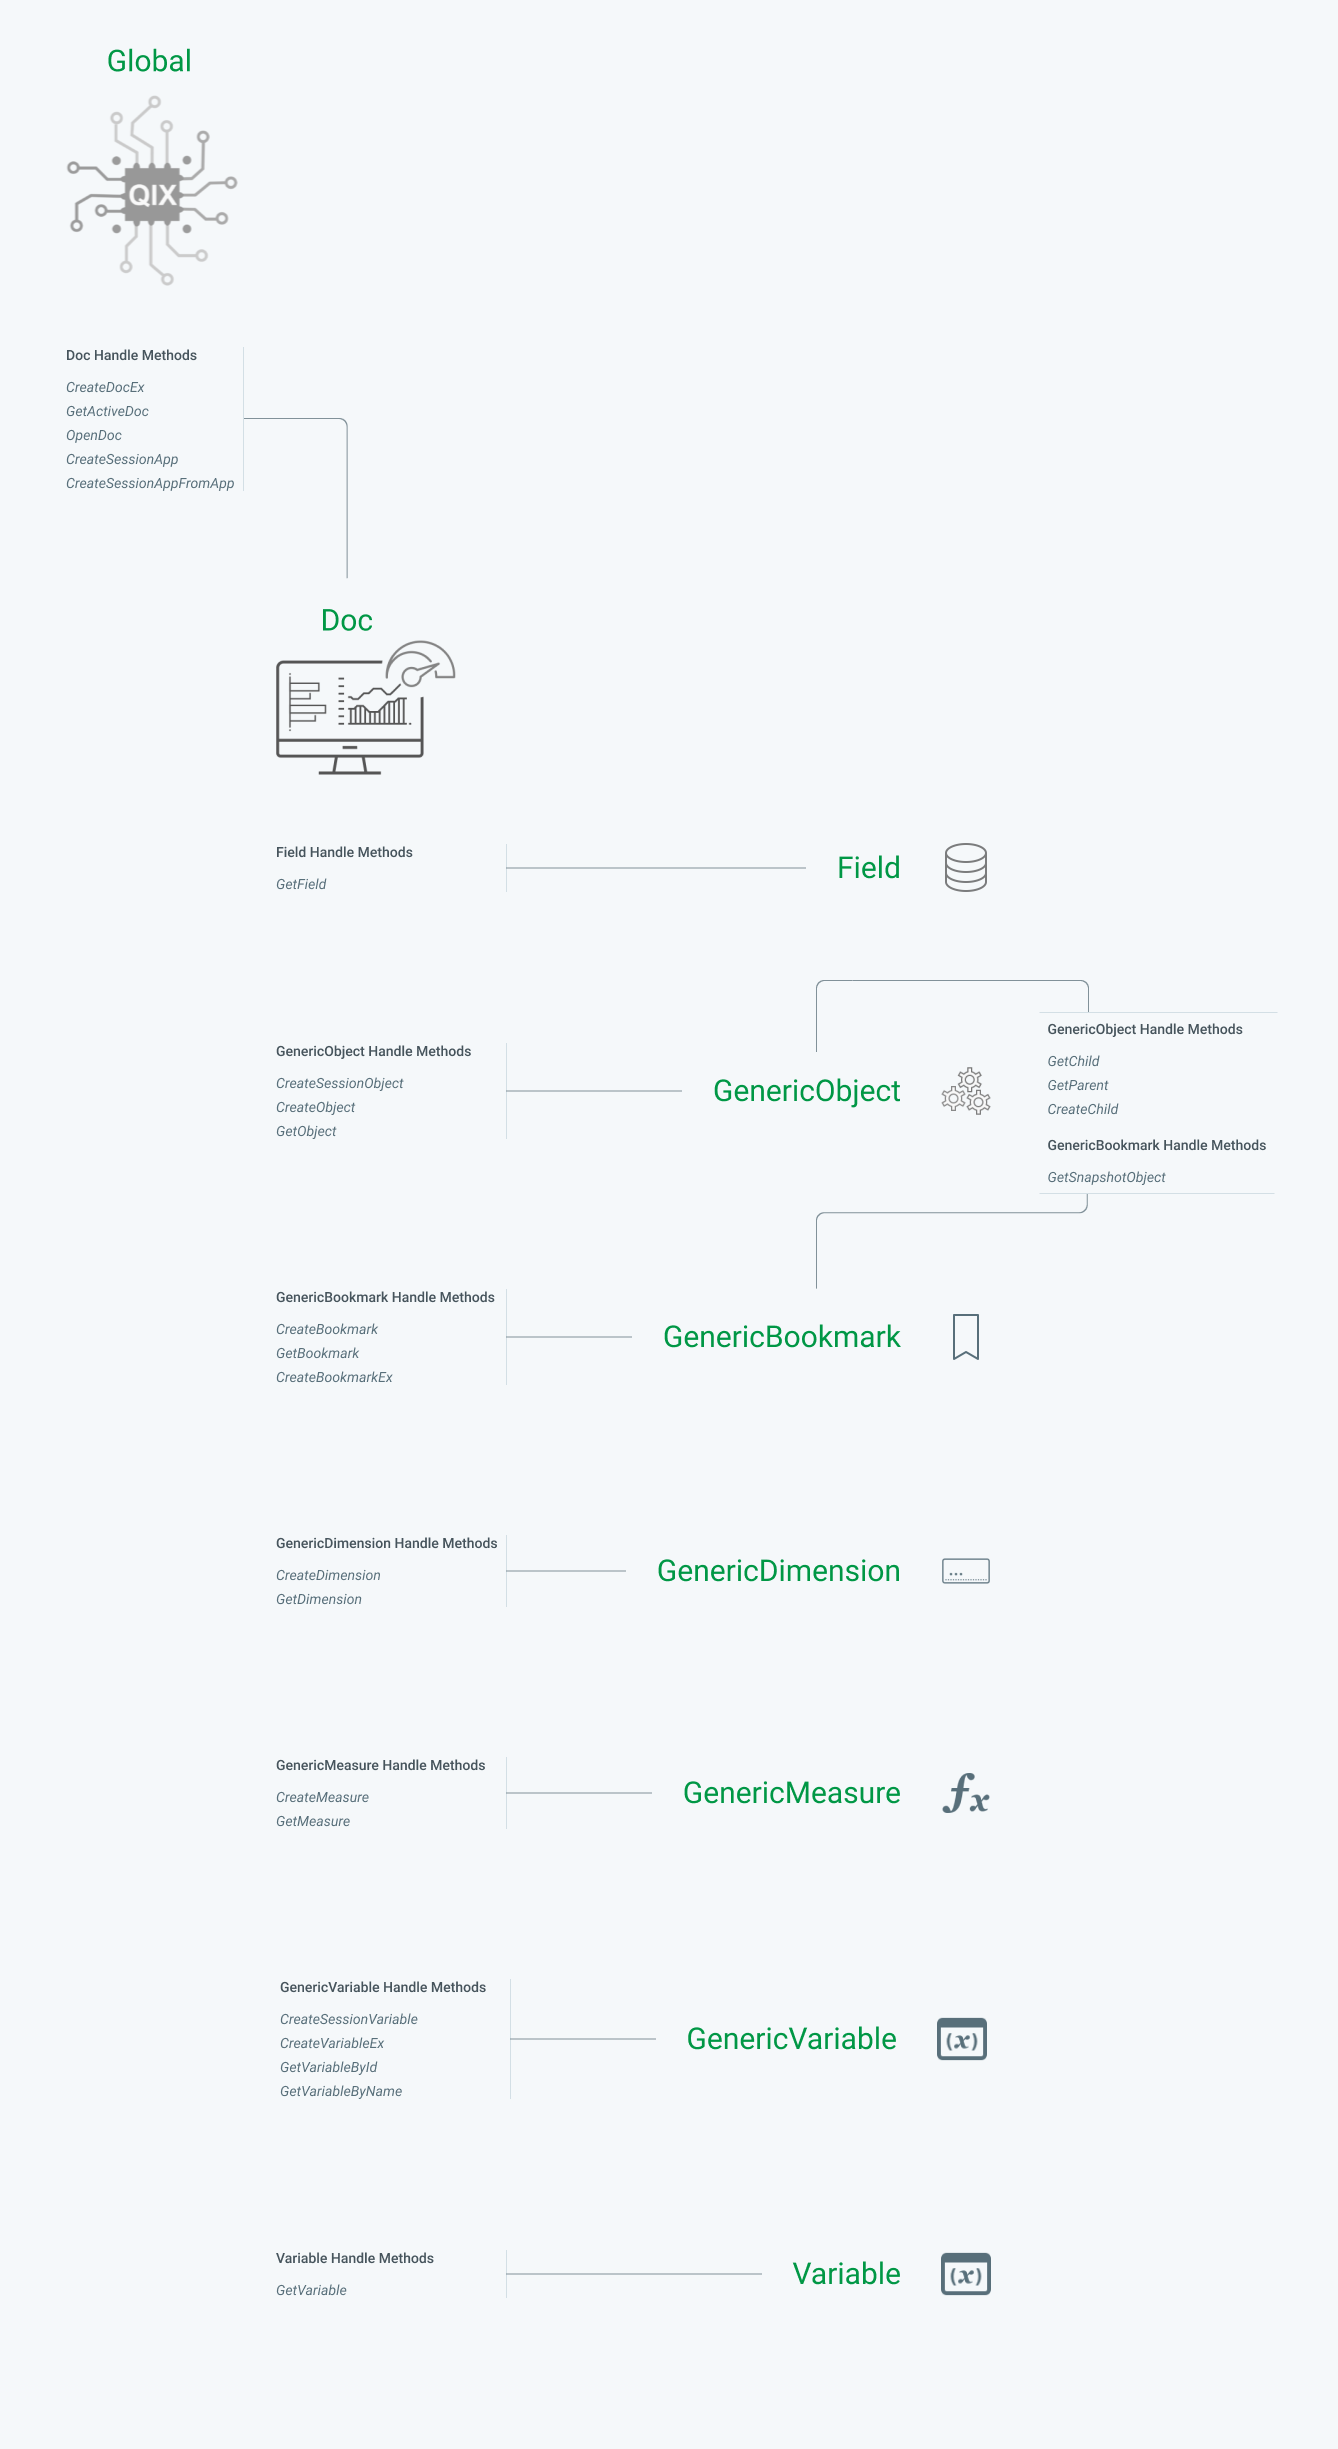 Global
QIX
Doc Handle Methods
CreateDocEx
GetActiveDoc
OpenDoc
CreateSessionApp
CreateSessionAppFromApp
Doc
Field Handle Methods
GetField
Field
GenericObject Handle Methods
CreateSessionObject
CreateObject
GetObject
GenericObject
GenericObject Handle Methods
GetChild
GetParent
CreateChild
GenericBookmark Handle Methods
GetSnapshotObject
GenericBookmark Handle Methods
CreateBookmark
GetBookmark
CreateBookmarkEx
GenericBookmark
GenericDimension Handle Methods
CreateDimension
GetDimension
GenericDimension
...
GenericMeasure Handle Methods
CreateMeasure
GetMeasure
GenericMeasure
fx
GenericVariable Handle Methods
CreateSessionVariable
CreateVariableEx
GetVariableById
GetVariableByName
GenericVariable
(x)
Variable Handle Methods
GetVariable
Variable
(x)